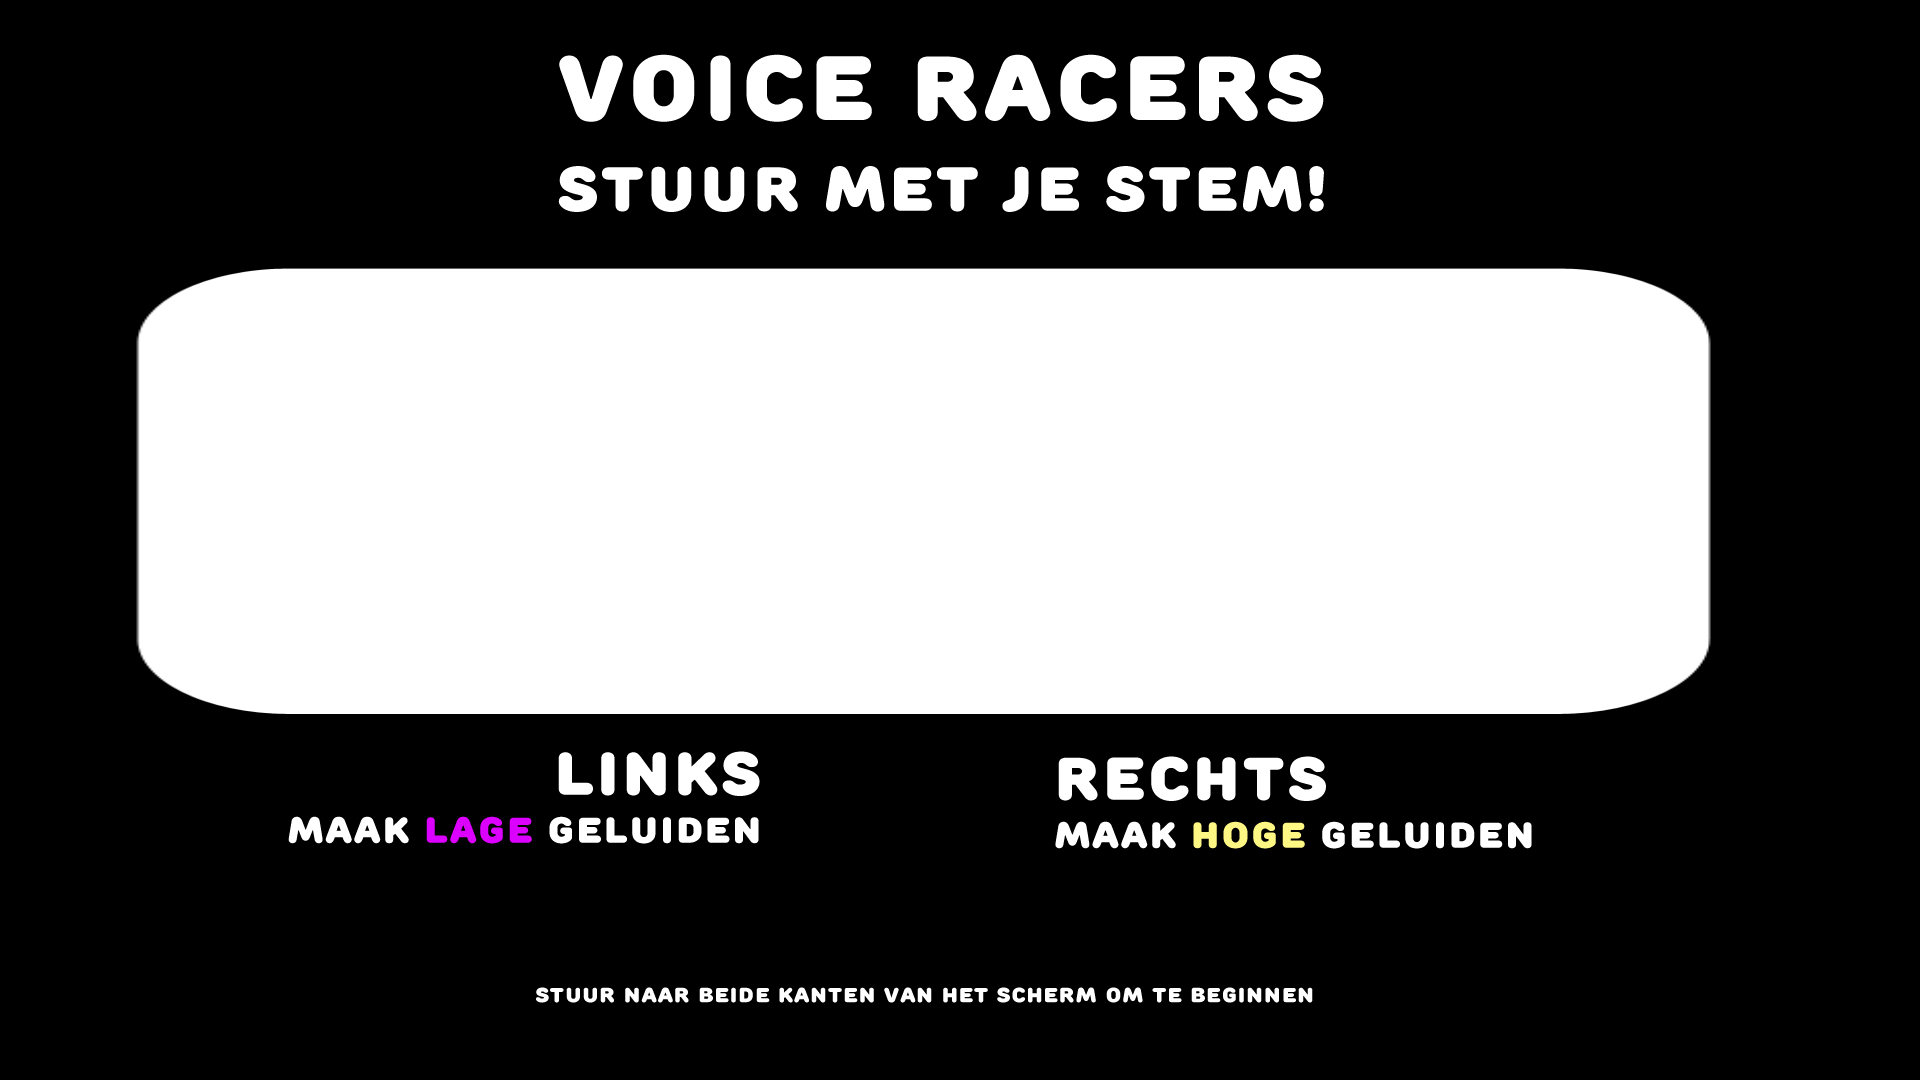 VOICE RACERS
STUUR MET JE STEM!
LINKS
MAAK LAGE GELUIDEN
RECHTS
MAAK HOGE GELUIDEN
STUUR NAAR BEIDE KANTEN VAN HET SCHERM OM TE BEGINNEN